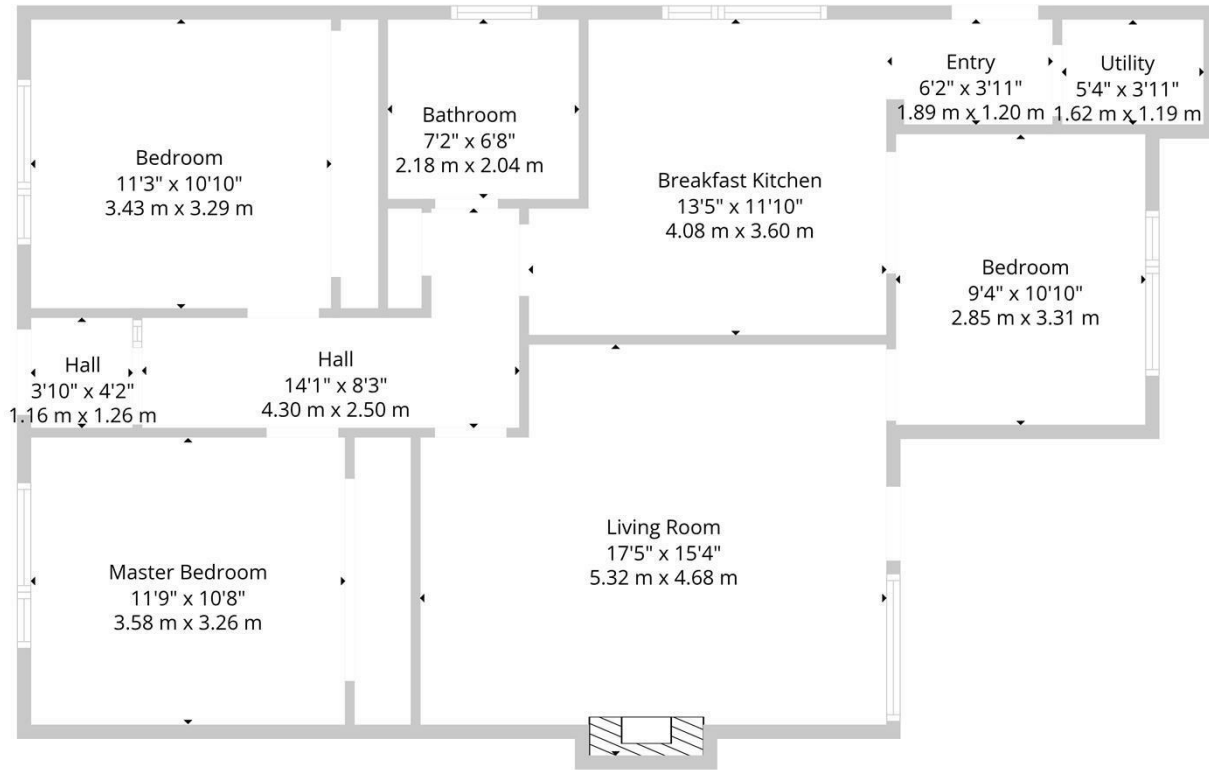 Entry
6'2" x 3'11"
1.89 m x 1.20 m
Utility
5'4" x 3'11"
1.62 m x 1.19 m
Bathroom
7'2" x 6'8"
2.18 m x 2.04 m
Bedroom
11'3" x 10'10"
3.43 m x 3.29 m
Breakfast Kitchen
13'5" x 11'10"
4.08 m x 3.60 m
Bedroom
9'4" x 10'10"
2.85 m x 3.31 m
Hall
3'10" x 4'2"
1.16 m x 1.26 m
Hall
14'1" x 8'3"
4.30 m x 2.50 m
Living Room
17'5" x 15'4"
5.32 m x 4.68 m
Master Bedroom
11'9" x 10'8"
3.58 m x 3.26 m